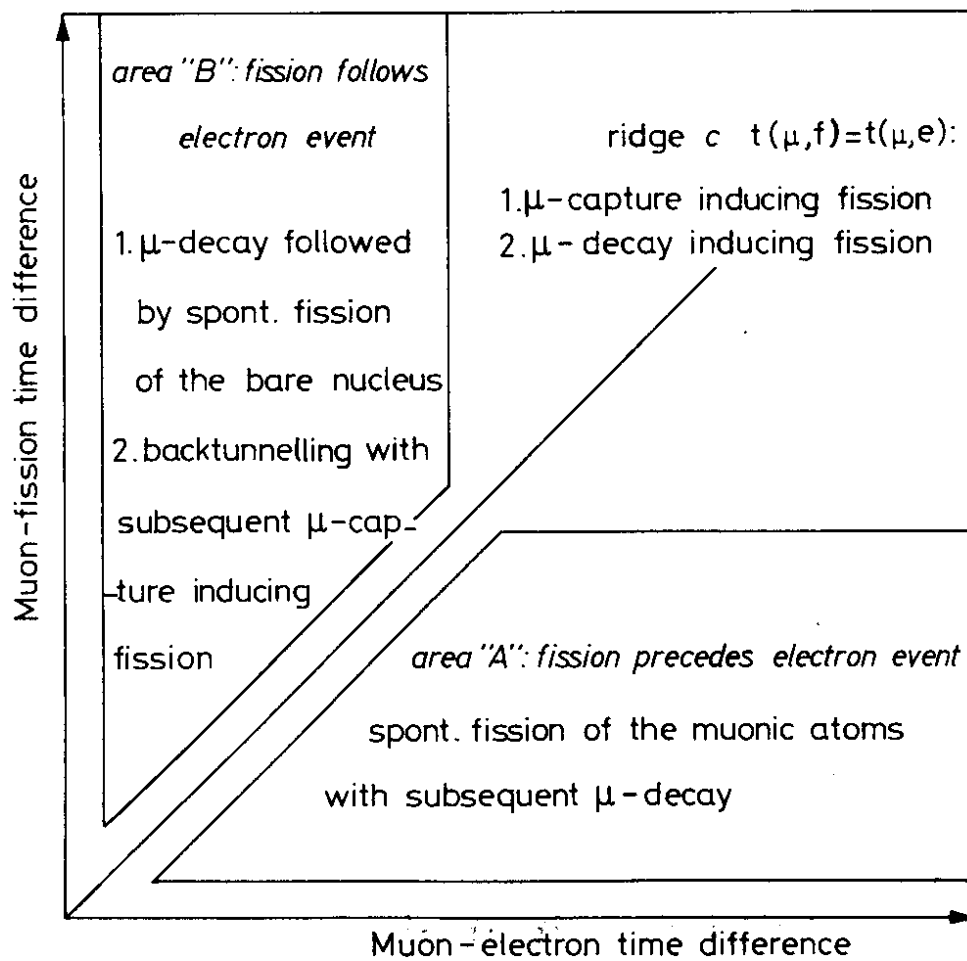 area "B": fission follows
electron event
1. μ-decay followed
by spont. fission
of the bare nucleus
2. backtunnelling with
subsequent μ-cap-
ture inducing
fission
ridge c t(μ,f)=t(μ,e):
1. μ-capture inducing fission
2. μ-decay inducing fission
area "A": fission precedes electron event
spont. fission of the muonic atoms
with subsequent μ-decay
Muon-fission time difference
Muon-electron time difference